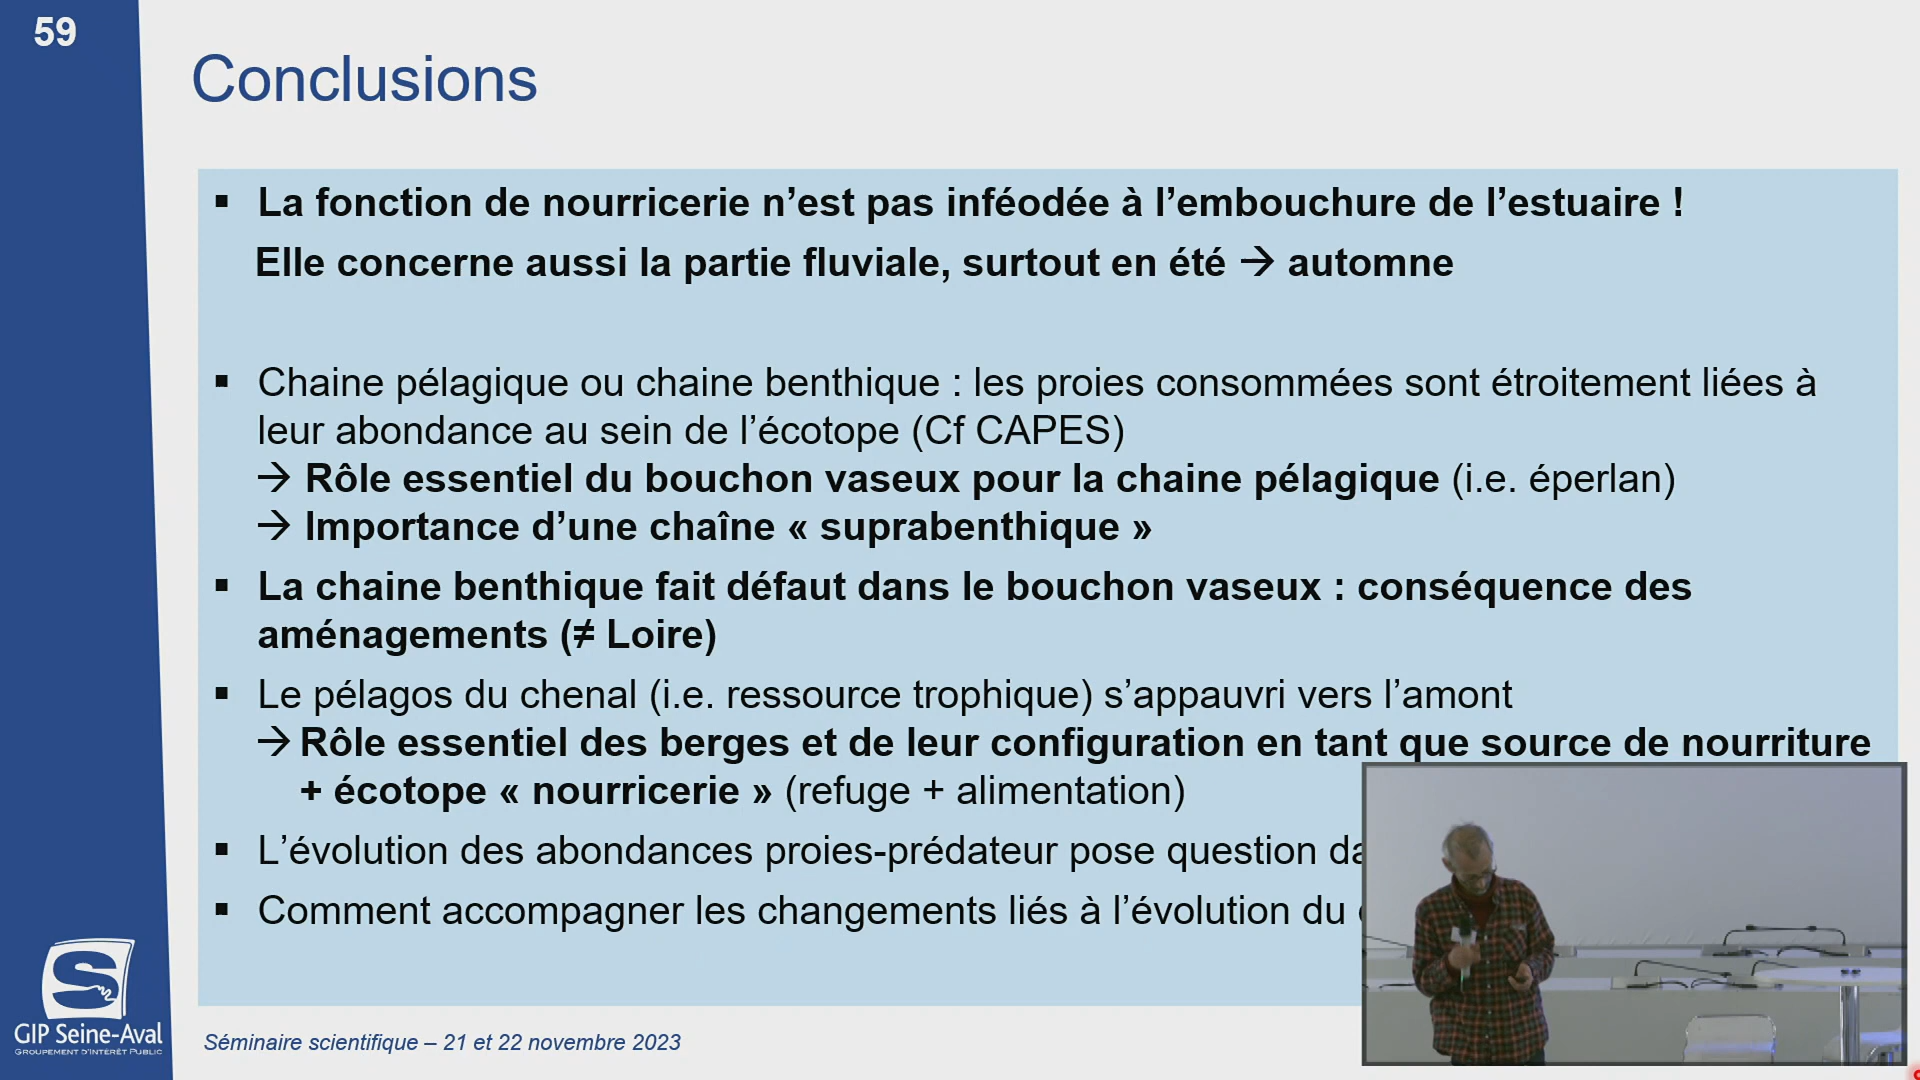 59
Conclusions
▪ La fonction de nourricerie n’est pas inféodée à l’embouchure de l’estuaire !
Elle concerne aussi la partie fluviale, surtout en été → automne
▪ Chaine pélagique ou chaine benthique : les proies consommées sont étroitement liées à
leur abondance au sein de l’écotope (Cf CAPES)
→ Rôle essentiel du bouchon vaseux pour la chaine pélagique (i.e. éperlan)
→ Importance d’une chaîne « suprabenthique »
▪ La chaine benthique fait défaut dans le bouchon vaseux : conséquence des
aménagements (≠ Loire)
▪ Le pélagos du chenal (i.e. ressource trophique) s’appauvri vers l’amont
→ Rôle essentiel des berges et de leur configuration en tant que source de nourriture
+ écotope « nourricerie » (refuge + alimentation)
▪ L’évolution des abondances proies-prédateur pose question
▪ Comment accompagner les changements liés à l’évolution du
GIP Seine-Aval
GROUPEMENT D'INTÉRÊT PUBLIC
Séminaire scientifique – 21 et 22 novembre 2023